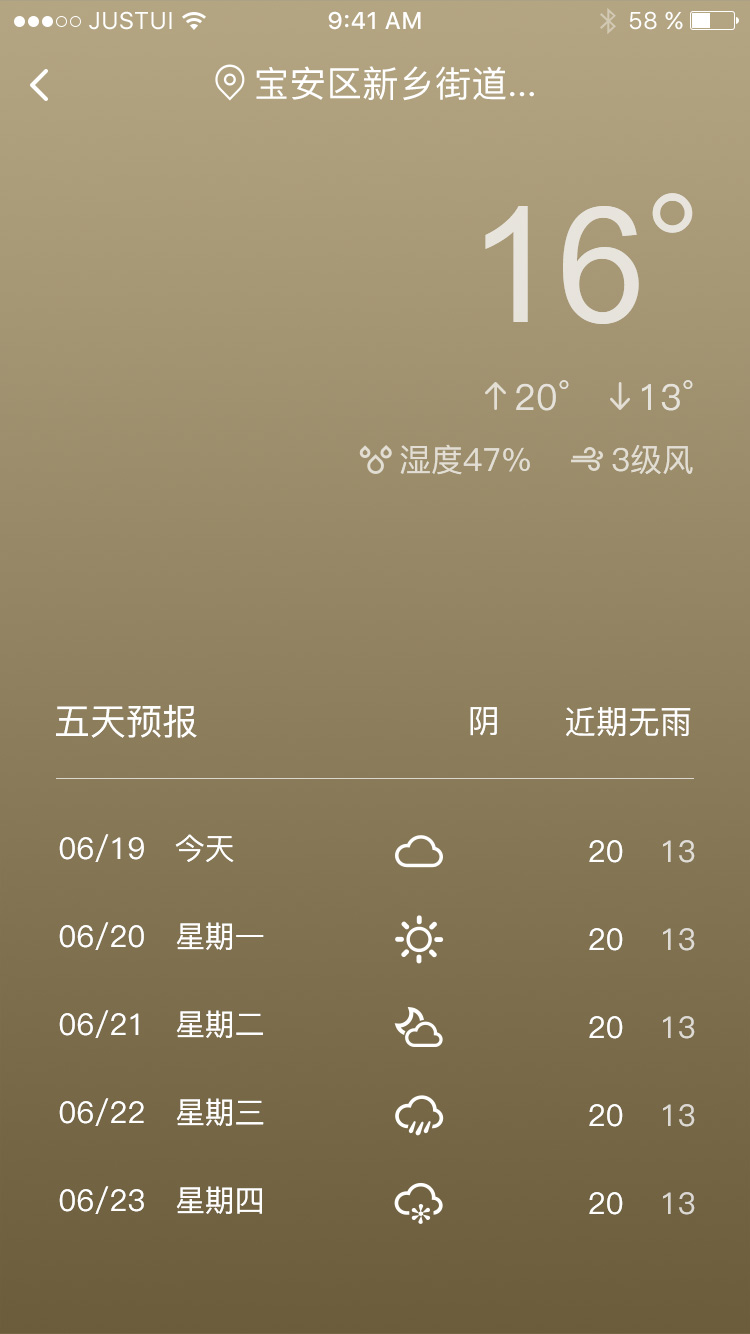 JUSTUI 9:41 AM 58 %
宝安区新乡街道...
16°
↑20° ↓13°
湿度47% 3级风
五天预报 阴 近期无雨
06/19 今天 20 13
06/20 星期一 20 13
06/21 星期二 20 13
06/22 星期三 20 13
06/23 星期四 20 13